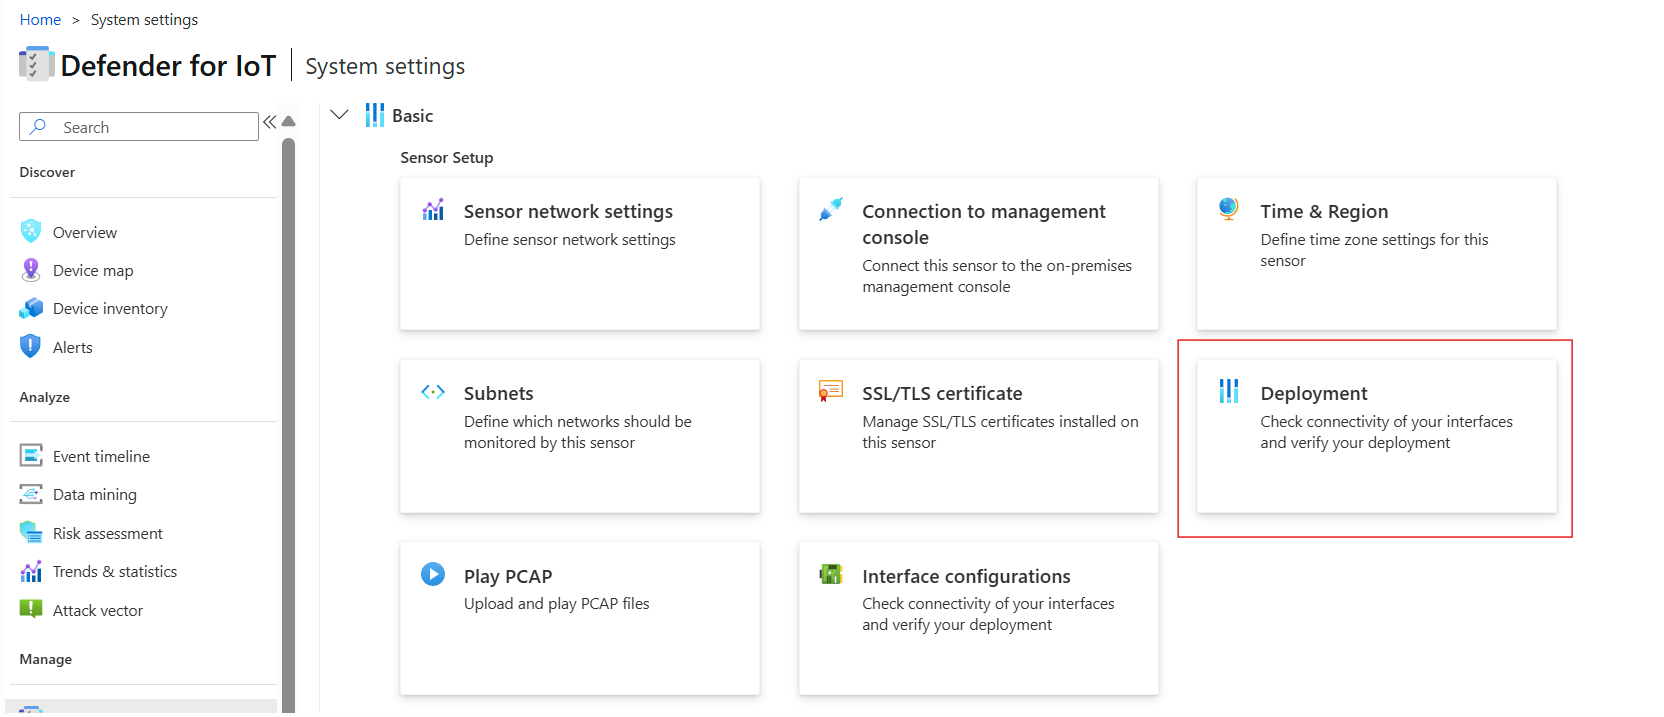 Home > System settings
Defender for IoT | System settings
Search
Discover
Overview
Device map
Device inventory
Alerts
Analyze
Event timeline
Data mining
Risk assessment
Trends & statistics
Attack vector
Manage
Basic
Sensor Setup
Sensor network settings
Define sensor network settings
Connection to management
console
Connect this sensor to the on-premises
management console
Time & Region
Define time zone settings for this
sensor
Subnets
Define which networks should be
monitored by this sensor
SSL/TLS certificate
Manage SSL/TLS certificates installed on
this sensor
Deployment
Check connectivity of your interfaces
and verify your deployment
Play PCAP
Upload and play PCAP files
Interface configurations
Check connectivity of your interfaces
and verify your deployment